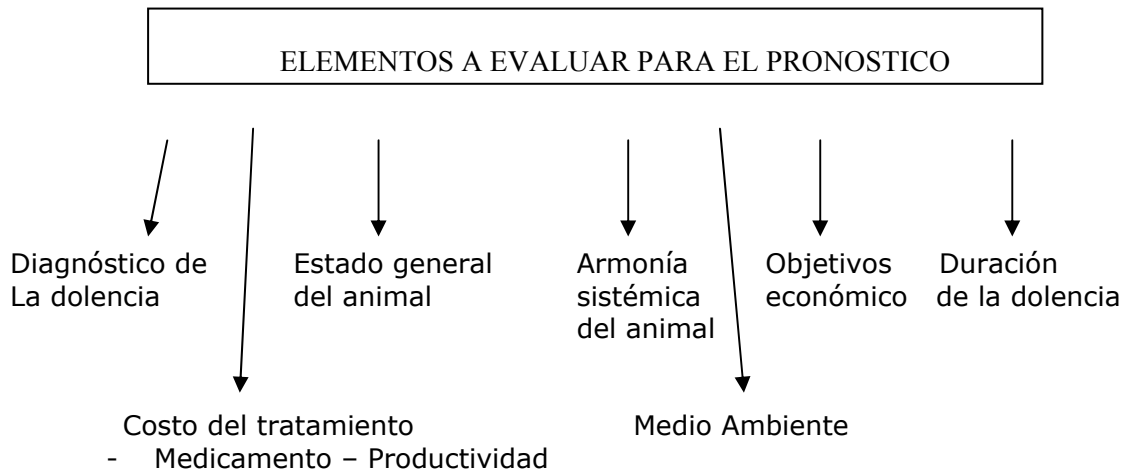 ELEMENTOS A EVALUAR PARA EL PRONOSTICO
Diagnóstico de
La dolencia
Estado general
del animal
Armonía
sistémica
del animal
Objetivos
económico
Duración
de la dolencia
Costo del tratamiento
- Medicamento – Productividad
Medio Ambiente